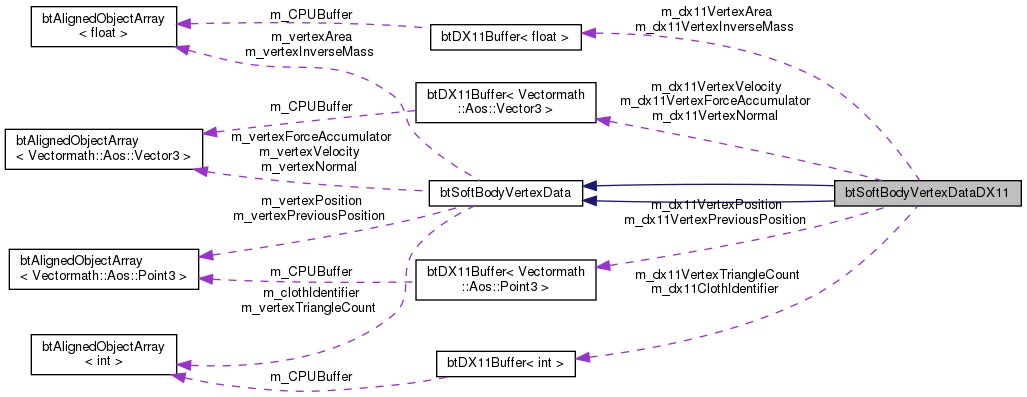 btAlignedObjectArray
< float >
m_CPUBuffer
m_vertexArea
m_vertexInverseMass
btDX11Buffer< float >
m_dx11VertexArea
m_dx11VertexInverseMass
btDX11Buffer< Vectormath
::Aos::Vector3 >
m_dx11VertexVelocity
m_dx11VertexForceAccumulator
m_dx11VertexNormal
m_CPUBuffer
btAlignedObjectArray
< Vectormath::Aos::Vector3 >
m_vertexForceAccumulator
m_vertexVelocity
m_vertexNormal
btSoftBodyVertexData
btSoftBodyVertexDataDX11
m_vertexPosition
m_vertexPreviousPosition
m_dx11VertexPosition
m_dx11VertexPreviousPosition
btAlignedObjectArray
< Vectormath::Aos::Point3 >
m_CPUBuffer
btDX11Buffer< Vectormath
::Aos::Point3 >
m_clothIdentifier
m_vertexTriangleCount
m_dx11VertexTriangleCount
m_dx11ClothIdentifier
btAlignedObjectArray
< int >
m_CPUBuffer
btDX11Buffer< int >